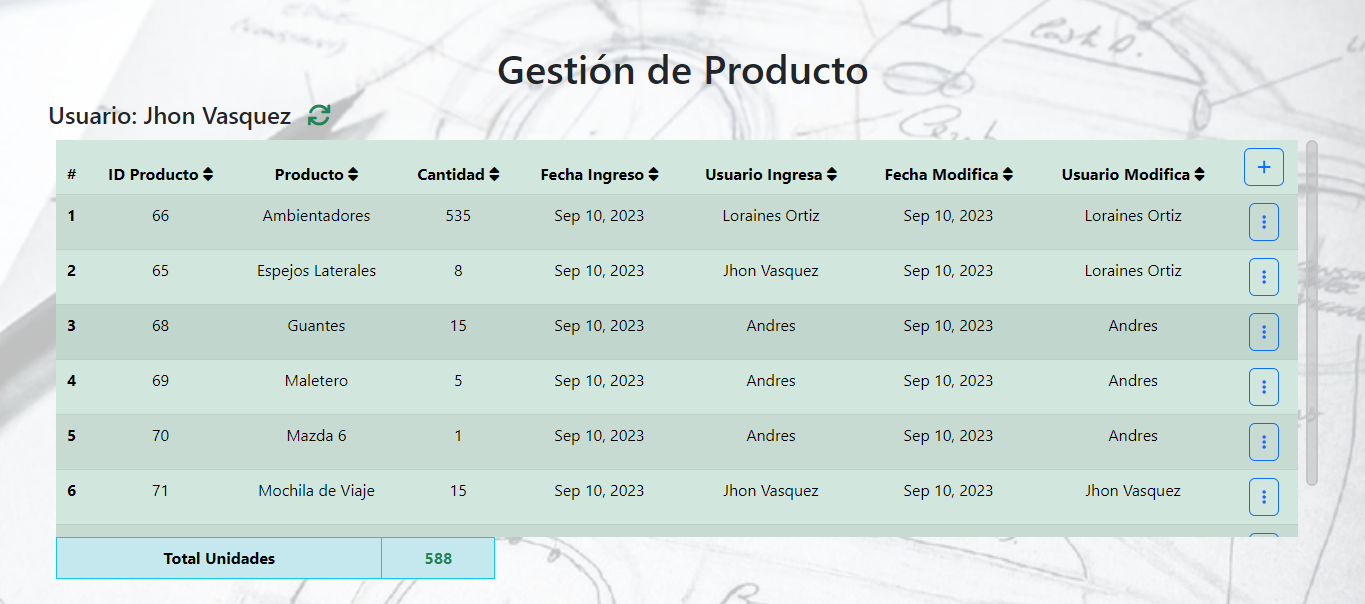 Gestión de Producto
Usuario: Jhon Vasquez
# ID Producto Producto Cantidad Fecha Ingreso Usuario Ingresa Fecha Modifica Usuario Modifica +
1 66 Ambientadores 535 Sep 10, 2023 Loraines Ortiz Sep 10, 2023 Loraines Ortiz
2 65 Espejos Laterales 8 Sep 10, 2023 Jhon Vasquez Sep 10, 2023 Loraines Ortiz
3 68 Guantes 15 Sep 10, 2023 Andres Sep 10, 2023 Andres
4 69 Maletero 5 Sep 10, 2023 Andres Sep 10, 2023 Andres
5 70 Mazda 6 1 Sep 10, 2023 Andres Sep 10, 2023 Andres
6 71 Mochila de Viaje 15 Sep 10, 2023 Jhon Vasquez Sep 10, 2023 Jhon Vasquez
Total Unidades 588